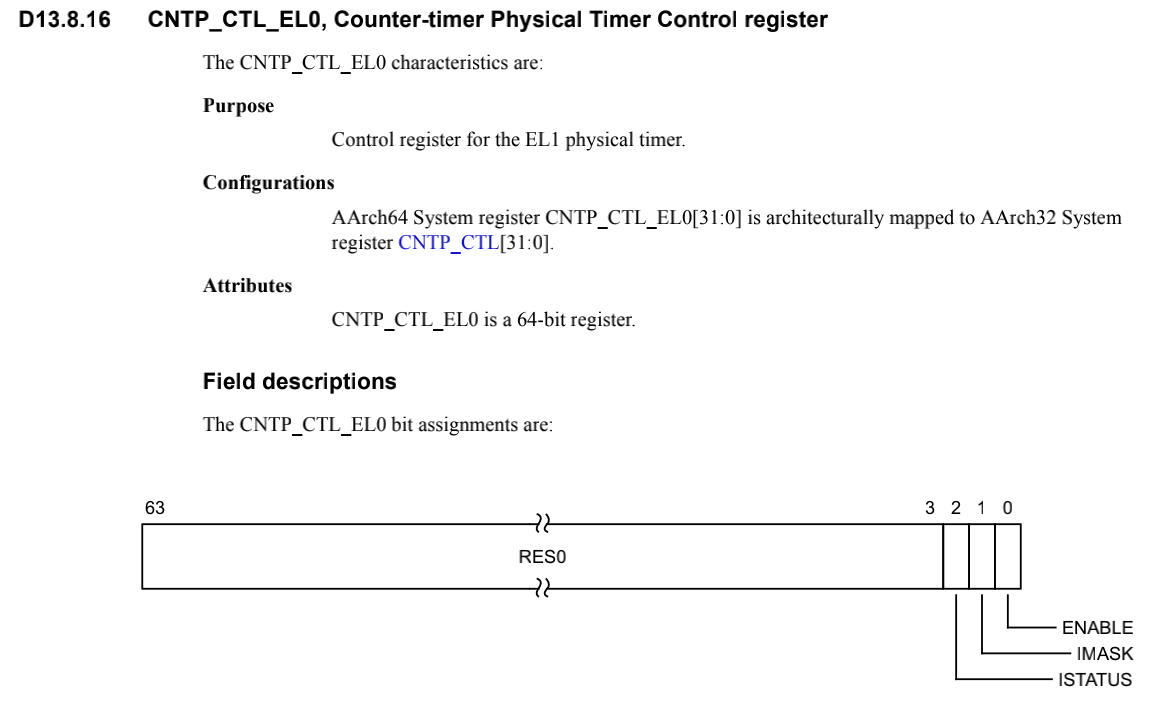 D13.8.16 CNTP_CTL_EL0, Counter-timer Physical Timer Control register
The CNTP_CTL_EL0 characteristics are:
Purpose
Control register for the EL1 physical timer.
Configurations
AArch64 System register CNTP_CTL_EL0[31:0] is architecturally mapped to AArch32 System
register CNTP_CTL[31:0].
Attributes
CNTP_CTL_EL0 is a 64-bit register.
Field descriptions
The CNTP_CTL_EL0 bit assignments are:
63 3 2 1 0
RES0
ENABLE
IMASK
ISTATUS